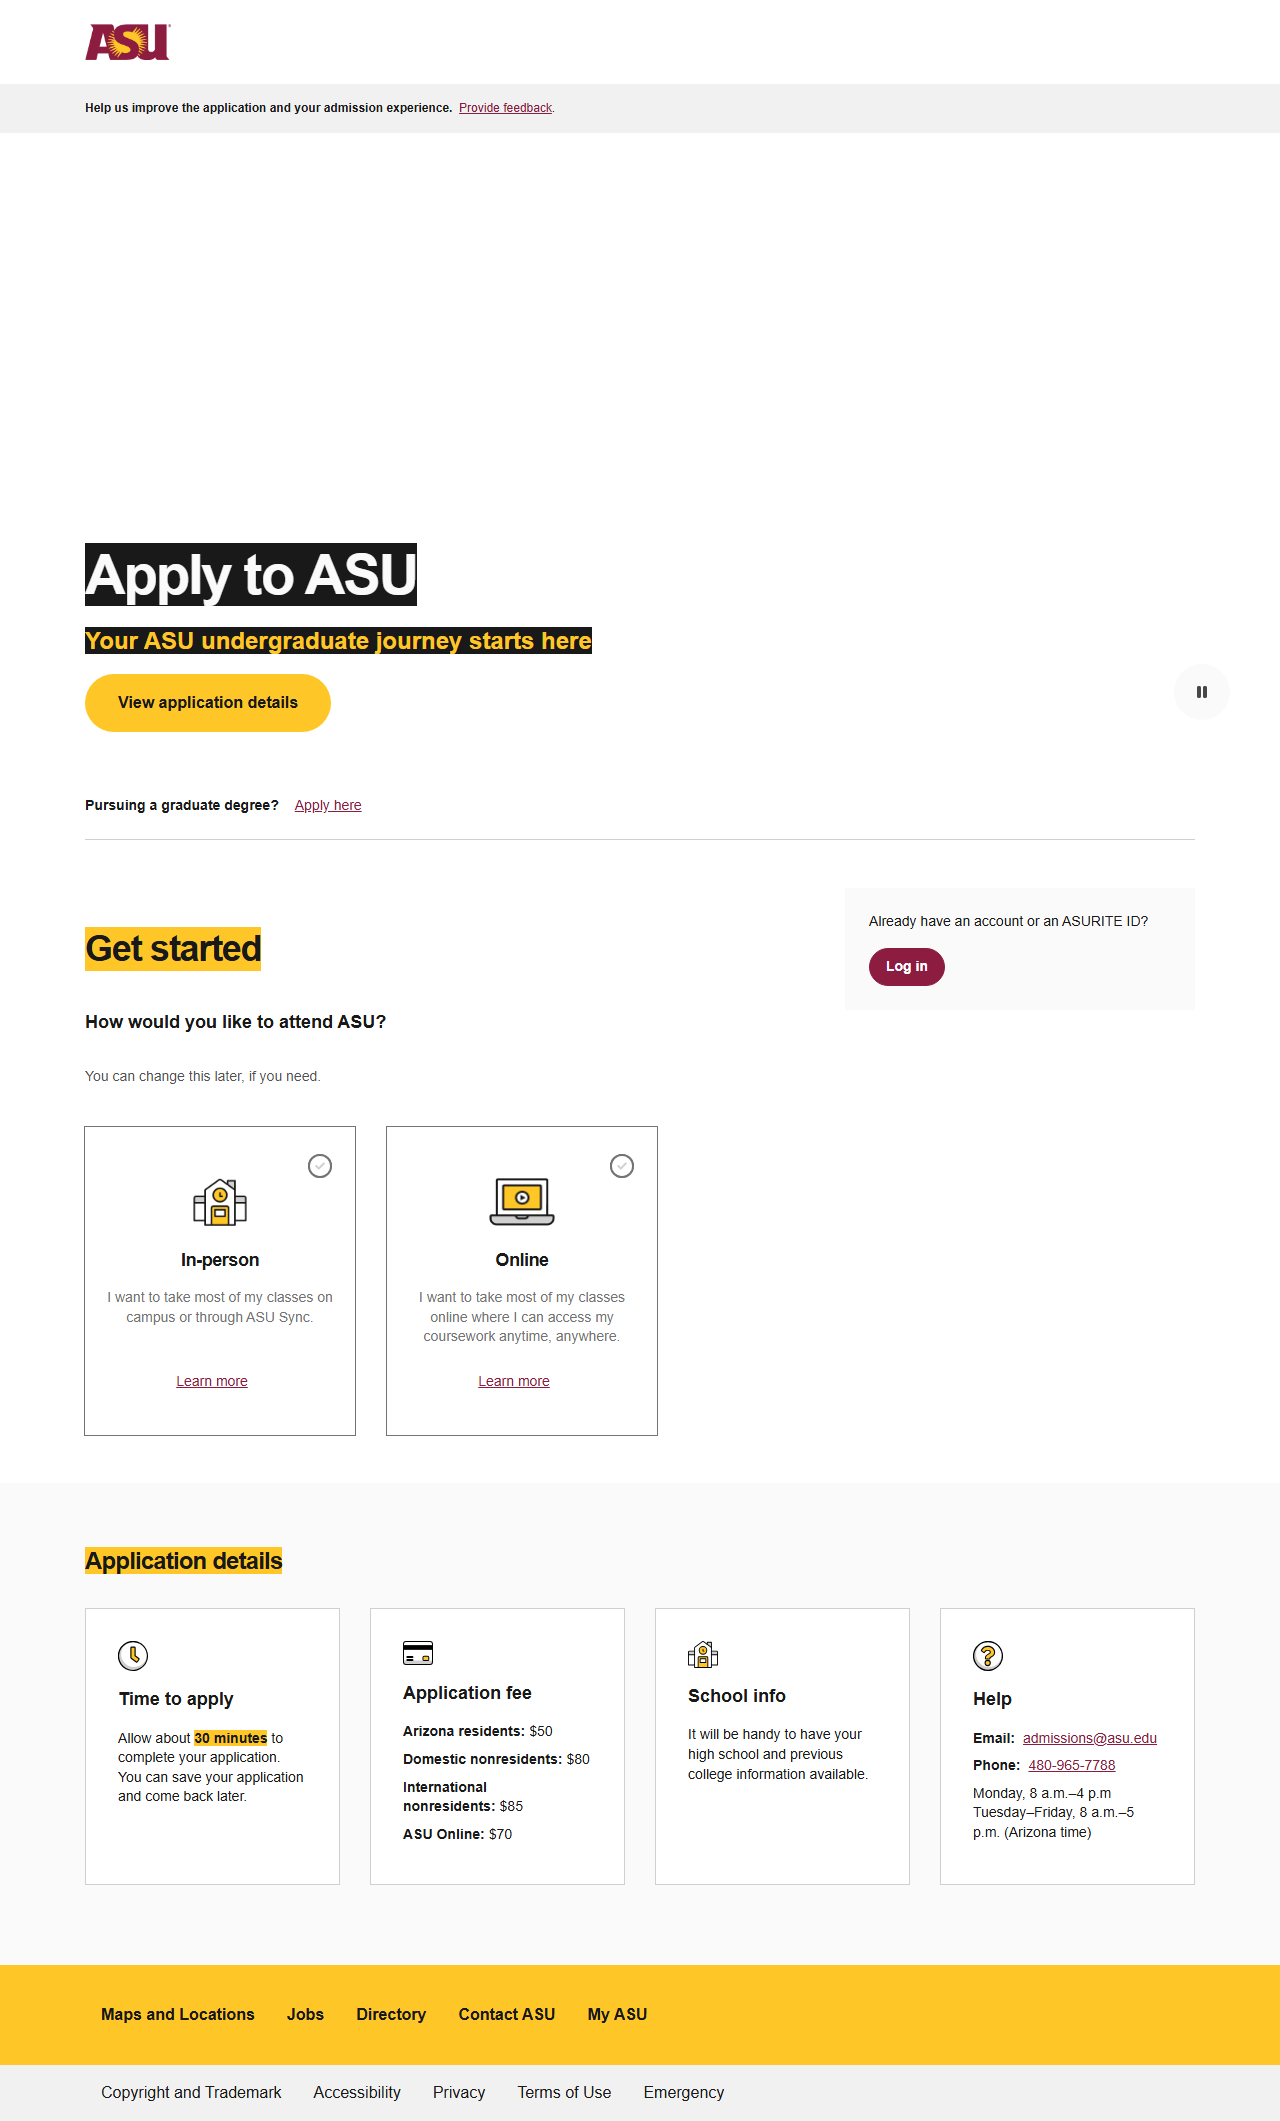 ASU
Help us improve the application and your admission experience. Provide feedback.
Apply to ASU
Your ASU undergraduate journey starts here
View application details
Pursuing a graduate degree? Apply here
Already have an account or an ASURITE ID?
Log in
Get started
How would you like to attend ASU?
You can change this later, if you need.
In-person
I want to take most of my classes on
campus or through ASU Sync.
Learn more
Online
I want to take most of my classes
online where I can access my
coursework anytime, anywhere.
Learn more
Application details
Time to apply
Allow about 30 minutes to
complete your application.
You can save your application
and come back later.
Application fee
Arizona residents: $50
Domestic nonresidents: $80
International
nonresidents: $85
ASU Online: $70
School info
It will be handy to have your
high school and previous
college information available.
Help
Email: admissions@asu.edu
Phone: 480-965-7788
Monday, 8 a.m.–4 p.m
Tuesday–Friday, 8 a.m.–5
p.m. (Arizona time)
Maps and Locations Jobs Directory Contact ASU My ASU
Copyright and Trademark Accessibility Privacy Terms of Use Emergency